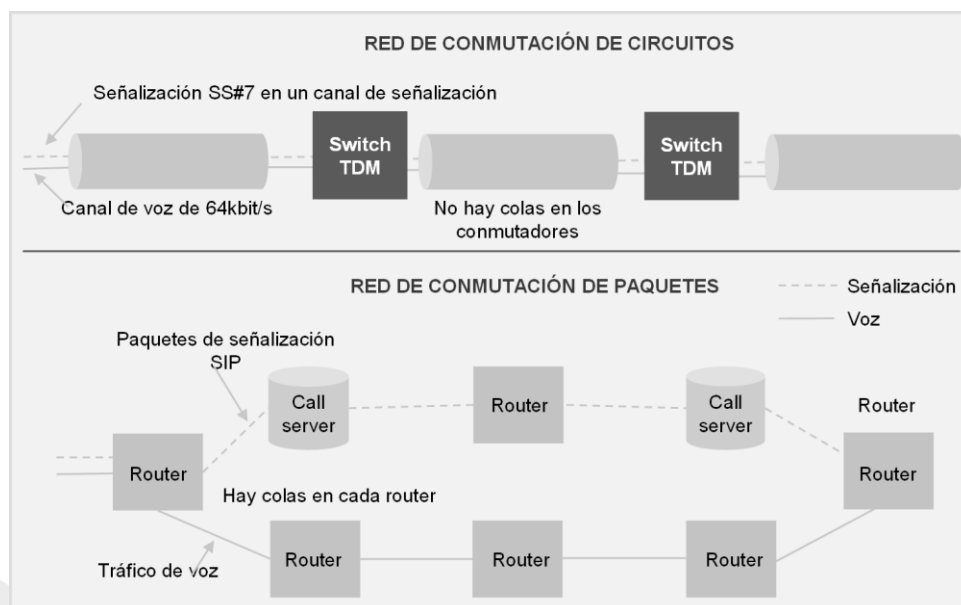 RED DE CONMUTACIÓN DE CIRCUITOS
Señalización SS#7 en un canal de señalización
Switch
TDM
Switch
TDM
Canal de voz de 64kbit/s
No hay colas en los
conmutadores
RED DE CONMUTACIÓN DE PAQUETES
Señalización
Voz
Paquetes de señalización
SIP
Call
server
Router
Call
server
Router
Router
Router
Hay colas en cada router
Router
Router
Router
Tráfico de voz